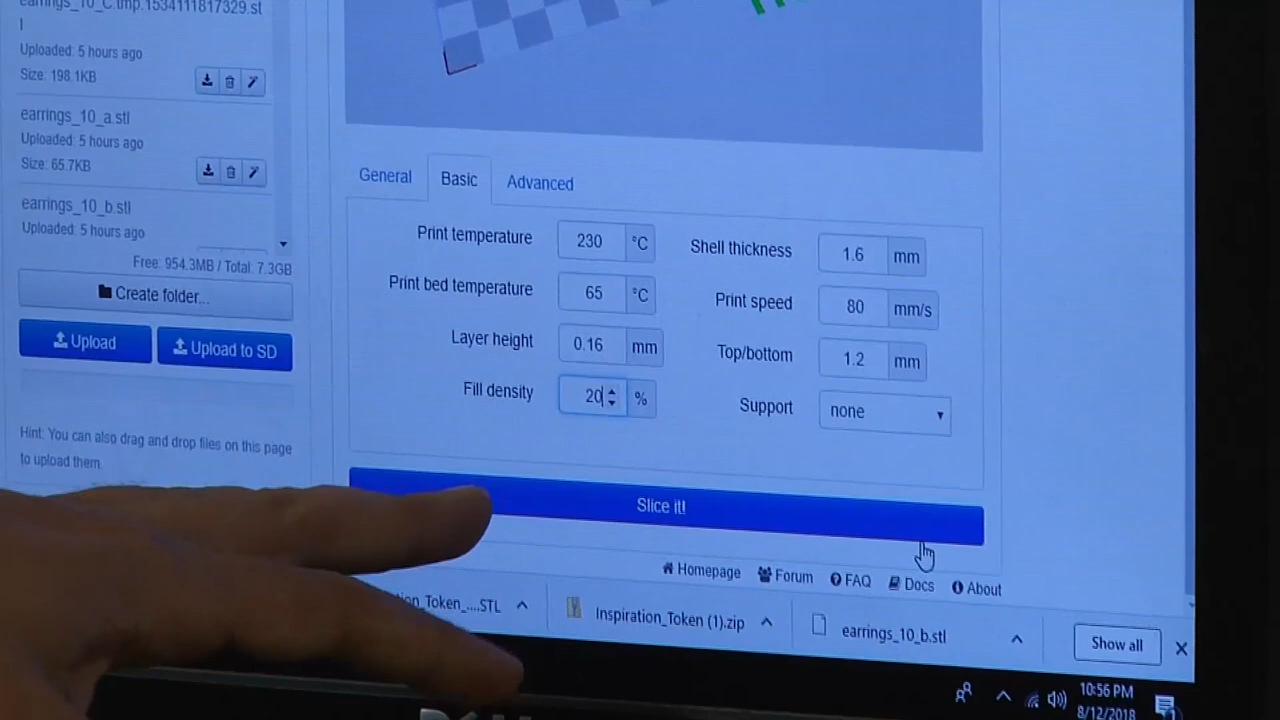 earrings_10_C.tmp.1534111817329.st
l
Uploaded: 5 hours ago
Size: 198.1KB
earrings_10_a.stl
Uploaded: 5 hours ago
Size: 65.7KB
earrings_10_b.stl
Uploaded: 5 hours ago
Free: 954.3MB / Total: 7.3GB
Create folder...
Upload
Upload to SD
Hint: You can also drag and drop files on this page
to upload them.
General
Basic
Advanced
Print temperature 230 °C
Print bed temperature 65 °C
Layer height 0.16 mm
Fill density 20 %
Shell thickness 1.6 mm
Print speed 80 mm/s
Top/bottom 1.2 mm
Support none
Slice it!
Homepage Forum FAQ Docs About
_Token_....STL
Inspiration_Token (1).zip
earrings_10_b.stl
Show all
10:56 PM
8/12/2018